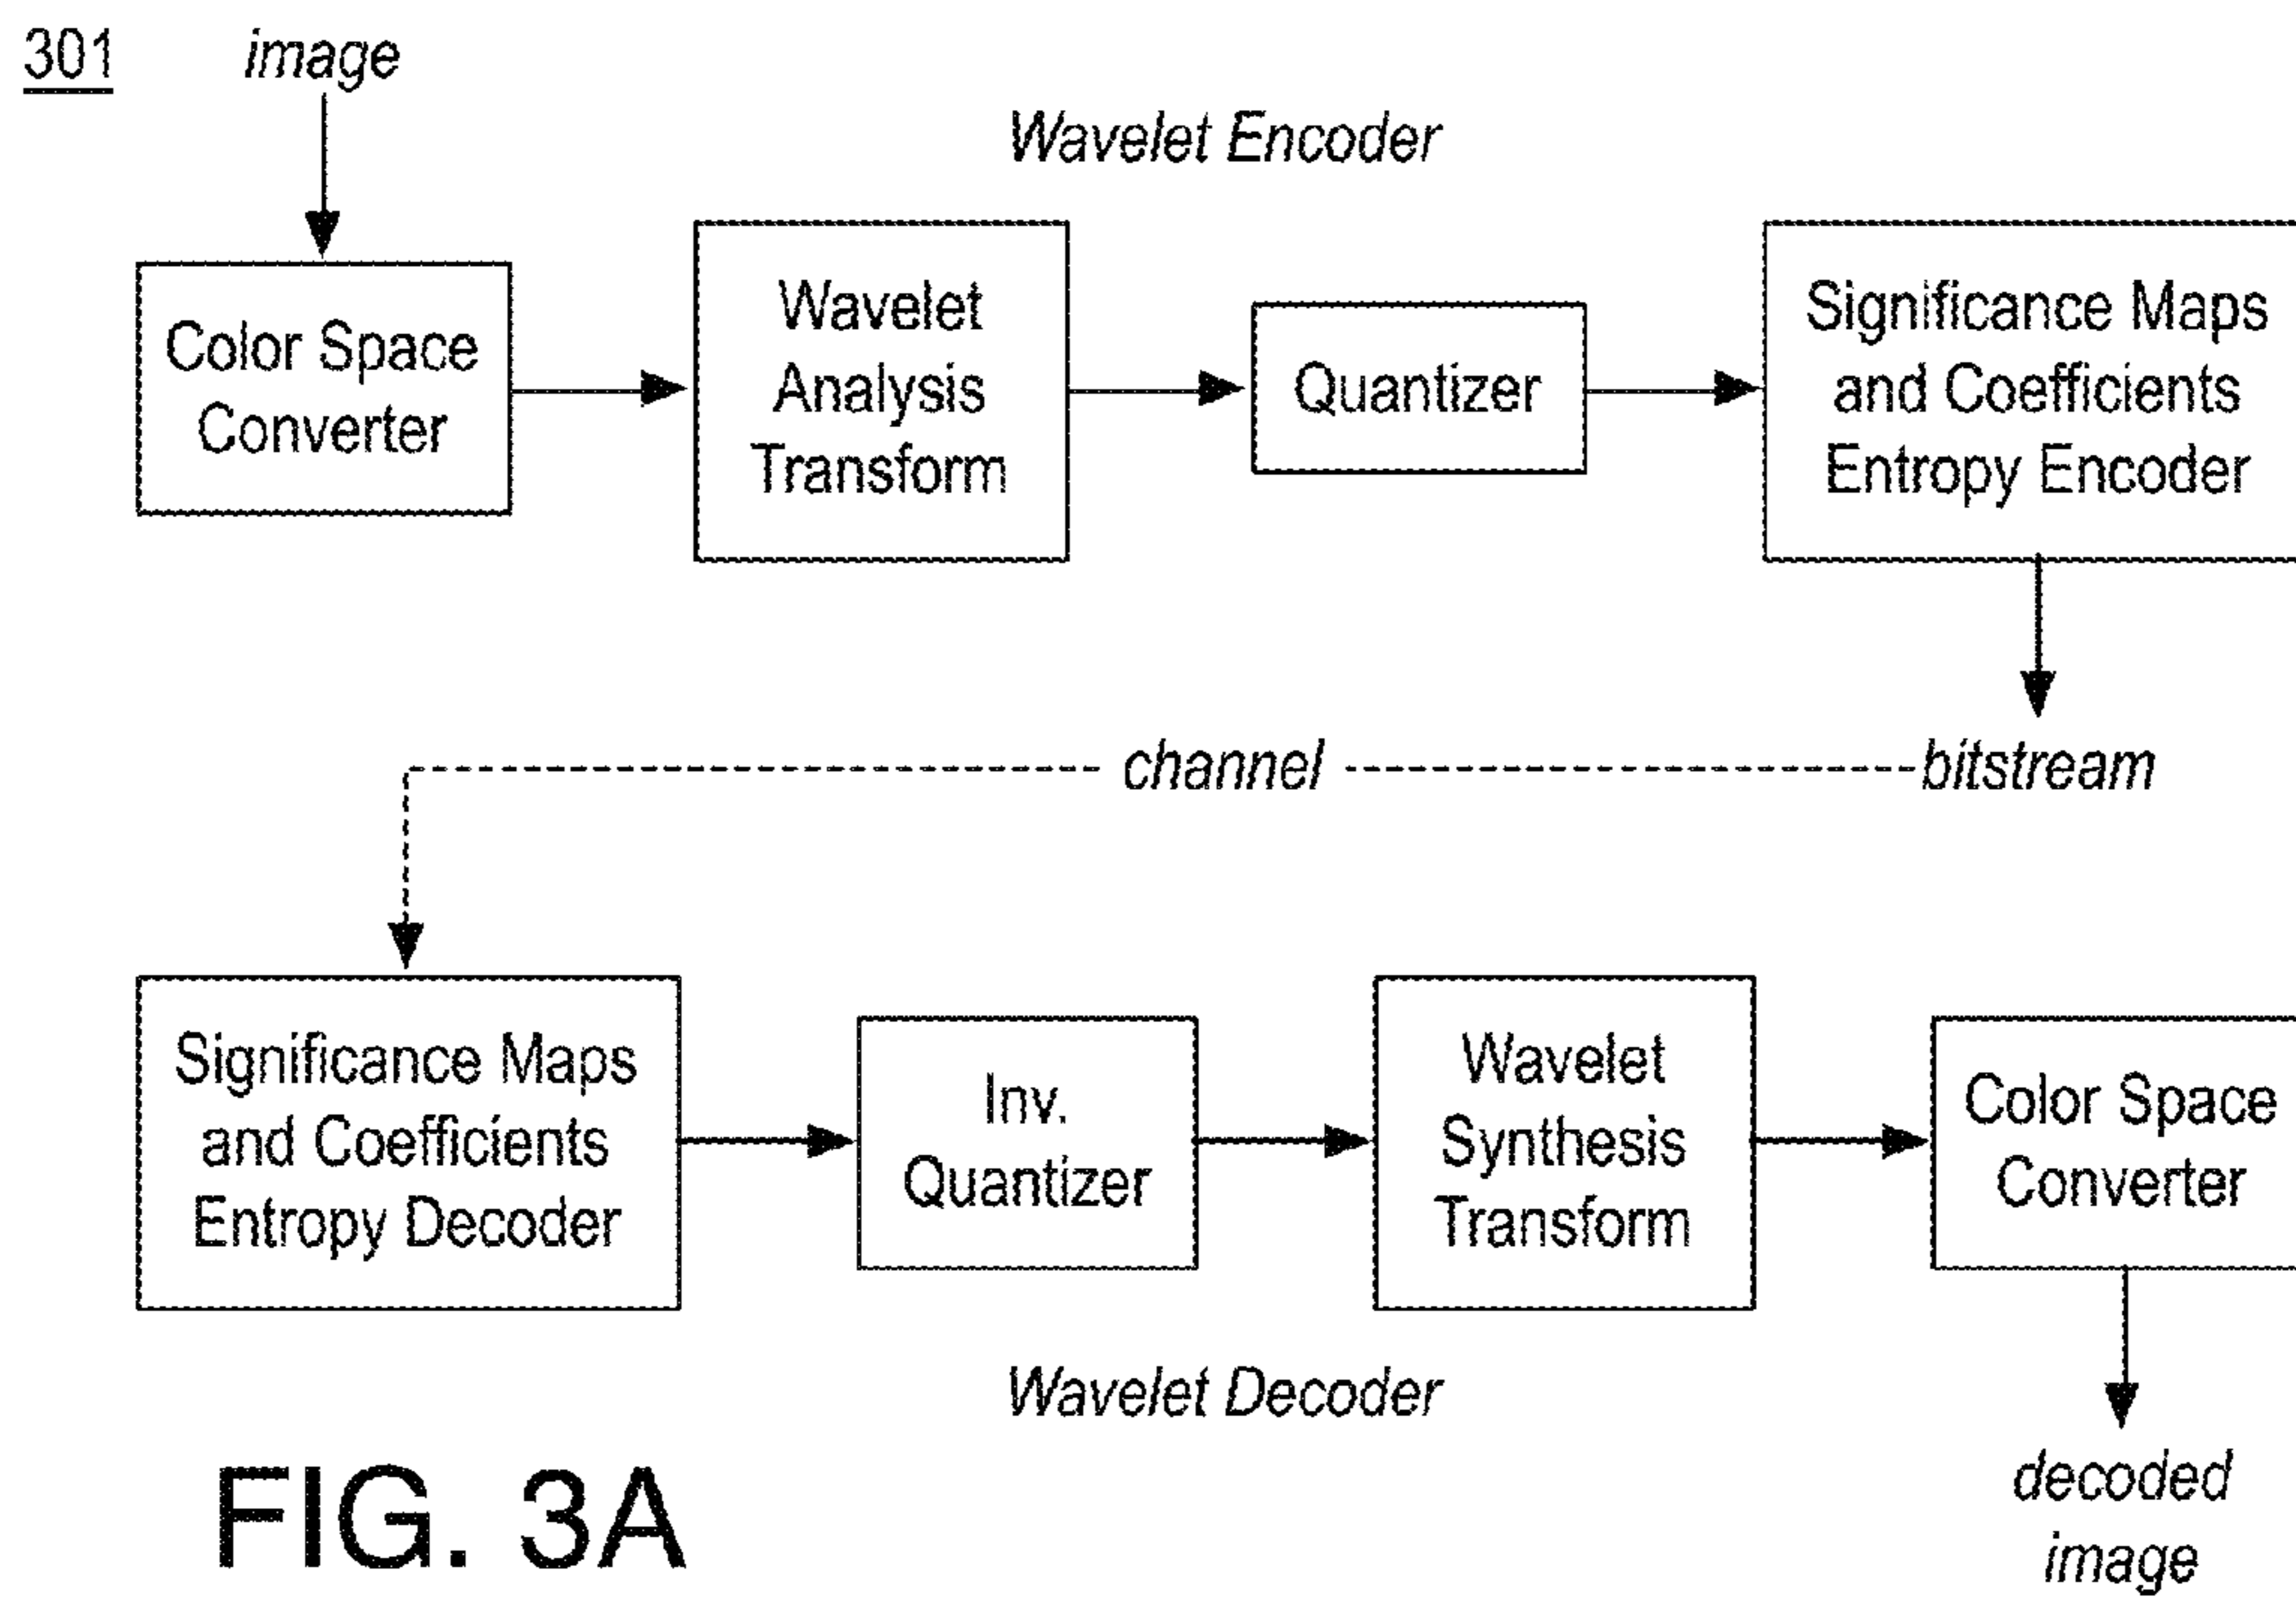 301
image
Wavelet Encoder
Color Space
Converter
Wavelet
Analysis
Transform
Quantizer
Significance Maps
and Coefficients
Entropy Encoder
channel
bitstream
Significance Maps
and Coefficients
Entropy Decoder
Inv.
Quantizer
Wavelet
Synthesis
Transform
Color Space
Converter
Wavelet Decoder
decoded
image
FIG. 3A